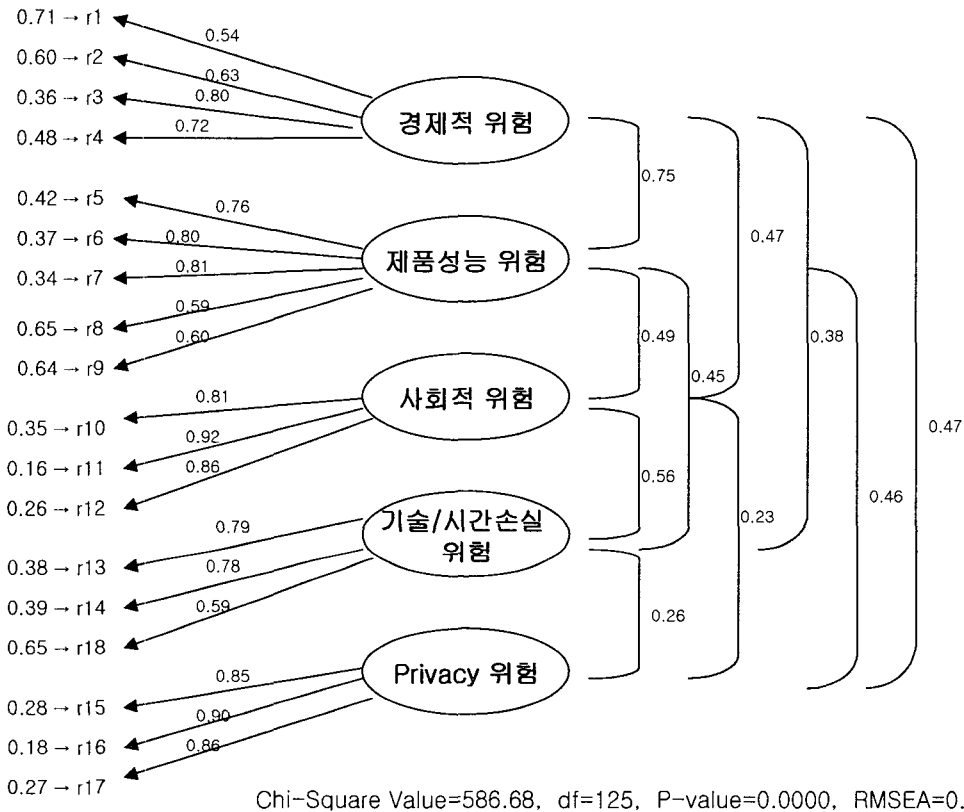 0.71 → r1
0.54
0.60 → r2
0.63
0.36 → r3
0.80
0.48 → r4
0.72
경제적 위험
0.75
0.47
0.42 → r5
0.76
0.37 → r6
0.80
0.34 → r7
0.81
0.65 → r8
0.59
0.64 → r9
0.60
제품성능 위험
0.49
0.45
0.38
0.47
0.35 → r10
0.81
0.16 → r11
0.92
0.26 → r12
0.86
사회적 위험
0.56
0.23
0.46
0.38 → r13
0.79
0.39 → r14
0.78
0.65 → r18
0.59
기술/시간손실
위험
0.26
0.28 → r15
0.85
0.18 → r16
0.90
0.27 → r17
0.86
Privacy 위험
Chi-Square Value=586.68, df=125, P-value=0.0000, RMSEA=0.